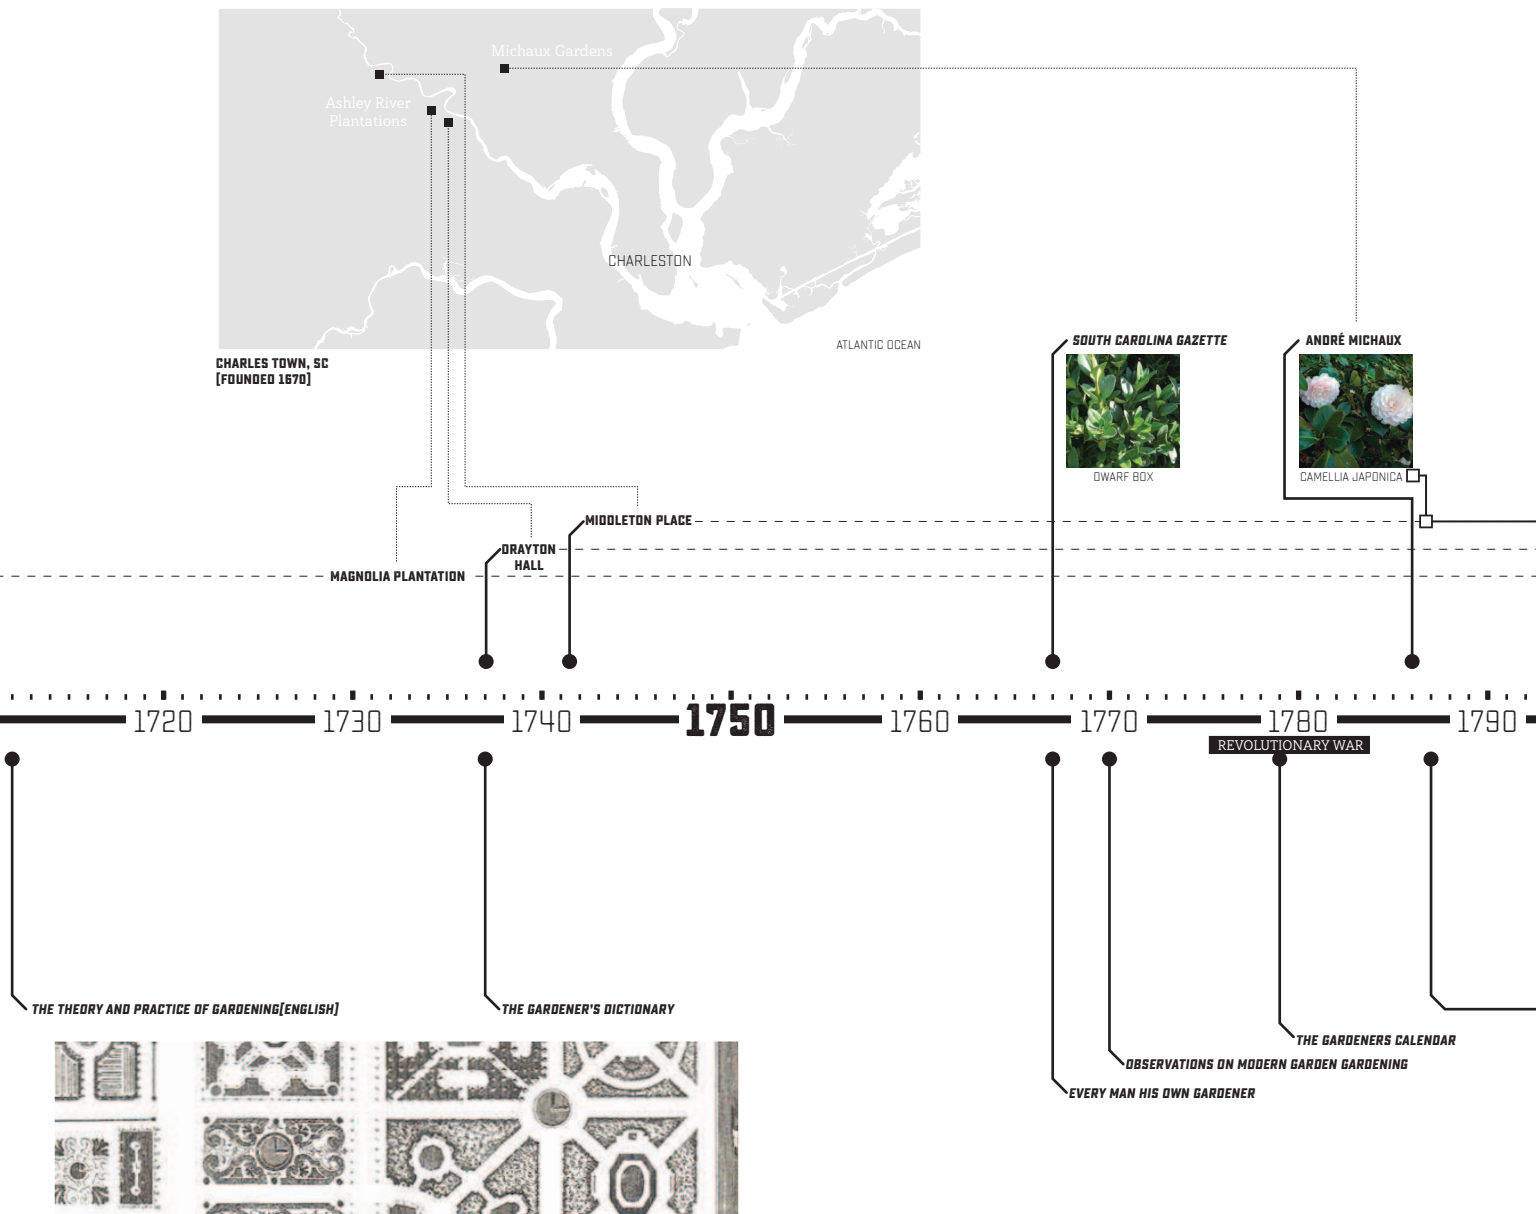 Michaux Gardens
Ashley River
Plantations
CHARLESTON
ATLANTIC OCEAN
CHARLES TOWN, SC
[FOUNDED 1670]
SOUTH CAROLINA GAZETTE
DWARF BOX
ANDRÉ MICHAUX
CAMELLIA JAPONICA
MIDDLETON PLACE
DRAYTON
HALL
MAGNOLIA PLANTATION
1720 1730 1740 1750 1760 1770 1780 1790
REVOLUTIONARY WAR
THE THEORY AND PRACTICE OF GARDENING[ENGLISH]
THE GARDENER'S DICTIONARY
THE GARDENERS CALENDAR
OBSERVATIONS ON MODERN GARDEN GARDENING
EVERY MAN HIS OWN GARDENER